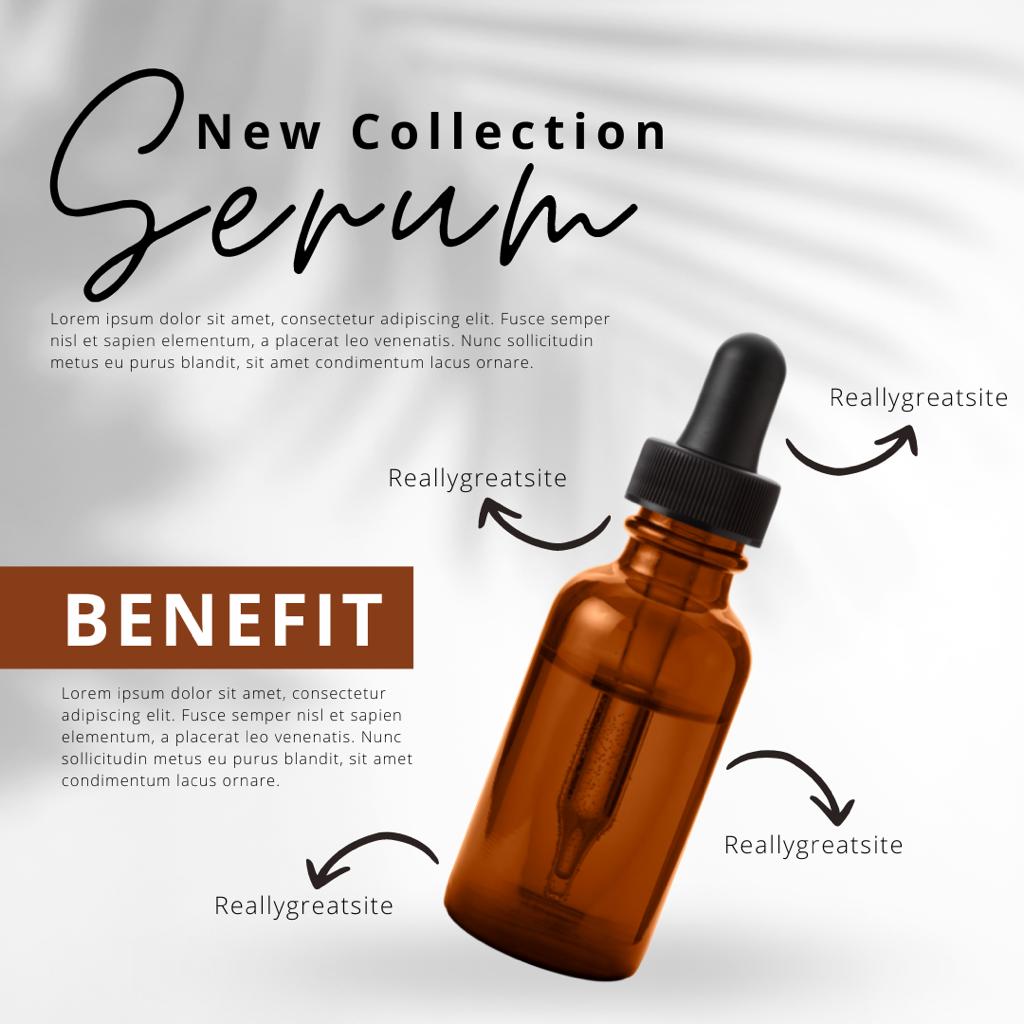 New Collection
Serum
Lorem ipsum dolor sit amet, consectetur adipiscing elit. Fusce semper
nisl et sapien elementum, a placerat leo venenatis. Nunc sollicitudin
metus eu purus blandit, sit amet condimentum lacus ornare.
Reallygreatsite
Reallygreatsite
BENEFIT
Lorem ipsum dolor sit amet, consectetur
adipiscing elit. Fusce semper nisl et sapien
elementum, a placerat leo venenatis. Nunc
sollicitudin metus eu purus blandit, sit amet
condimentum lacus ornare.
Reallygreatsite
Reallygreatsite